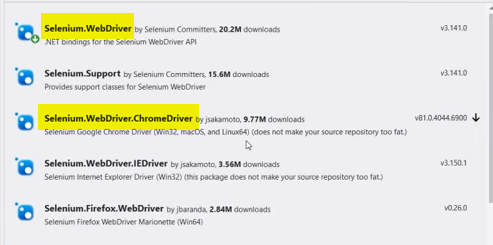 Selenium.WebDriver by Selenium Committers, 20.2M downloads v3.141.0
.NET bindings for the Selenium WebDriver API
Selenium.Support by Selenium Committers, 15.6M downloads v3.141.0
Provides support classes for Selenium WebDriver
Selenium.WebDriver.ChromeDriver by jsakamoto, 9.77M downloads v81.0.4044.6900
Selenium Google Chrome Driver (Win32, macOS, and Linux64) (does not make your source repository too fat.)
Selenium.WebDriver.IEDriver by jsakamoto, 3.56M downloads v3.150.1
Selenium Internet Explorer Driver (Win32) (this package does not make your source repository too fat.)
Selenium.Firefox.WebDriver by jbaranda, 2.84M downloads v0.26.0
Selenium Firefox WebDriver Marionette (Win64)